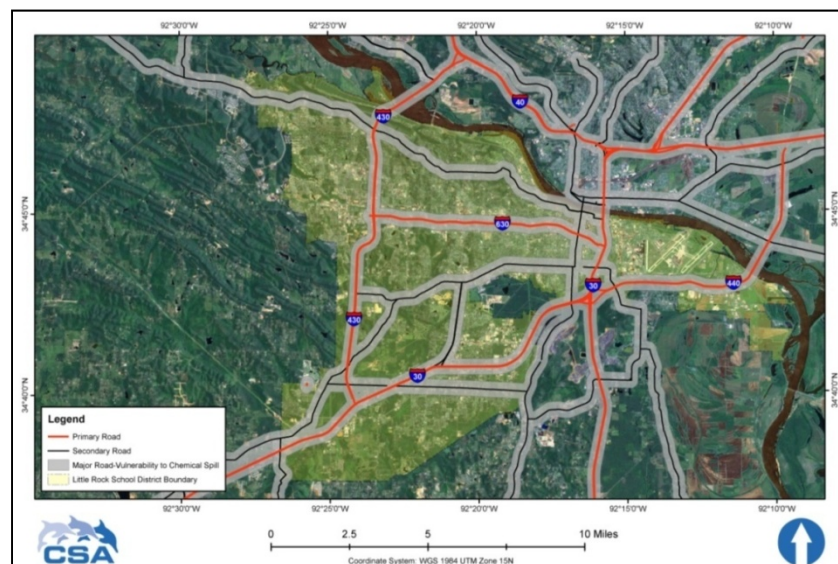 92°30'0"W 92°25'0"W 92°20'0"W 92°15'0"W 92°10'0"W
40
430
34°45'0"N 34°45'0"N
630
440
30
430
30
34°40'0"N 34°40'0"N
Legend
Primary Road
Secondary Road
Major Road-Vulnerability to Chemical Spill
Little Rock School District Boundary
92°30'0"W 92°25'0"W 92°20'0"W 92°15'0"W 92°10'0"W
CSA
0 2.5 5 10 Miles
Coordinate System: WGS 1984 UTM Zone 15N